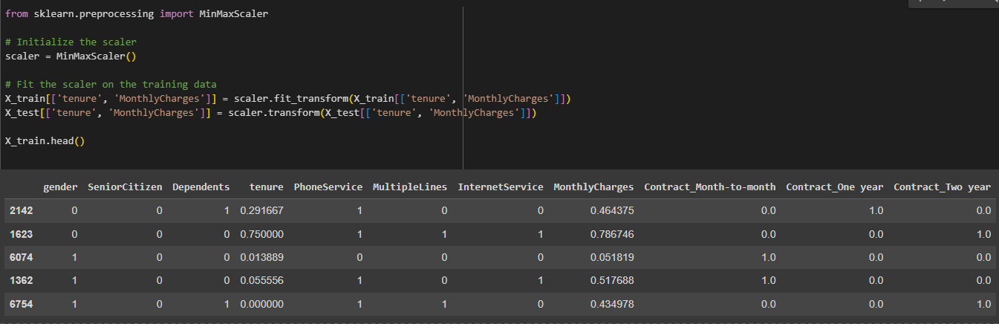 from sklearn.preprocessing import MinMaxScaler
# Initialize the scaler
scaler = MinMaxScaler()
# Fit the scaler on the training data
X_train[['tenure', 'MonthlyCharges']] = scaler.fit_transform(X_train[['tenure', 'MonthlyCharges']])
X_test[['tenure', 'MonthlyCharges']] = scaler.transform(X_test[['tenure', 'MonthlyCharges']])
X_train.head()
gender SeniorCitizen Dependents tenure PhoneService MultipleLines InternetService MonthlyCharges Contract_Month-to-month Contract_One year Contract_Two year
2142 0 0 1 0.291667 1 0 0 0.464375 0.0 1.0 0.0
1623 0 0 0 0.750000 1 1 1 0.786746 0.0 0.0 1.0
6074 1 0 0 0.013889 0 0 0 0.051819 1.0 0.0 0.0
1362 1 0 0 0.055556 1 0 1 0.517688 1.0 0.0 0.0
6754 1 0 1 0.000000 1 1 0 0.434978 0.0 0.0 1.0